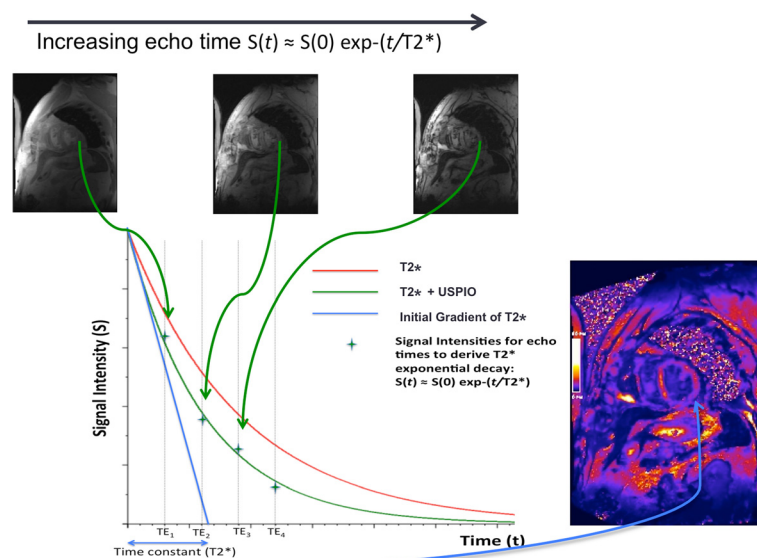 Increasing echo time S(t) ≈ S(0) exp-(t/T2*)
T2*
T2* + USPIO
Initial Gradient of T2*
Signal Intensities for echo
times to derive T2*
exponential decay:
S(t) ≈ S(0) exp-(t/T2*)
Signal Intensity (S)
TE1 TE2 TE3 TE4
Time (t)
Time constant (T2*)